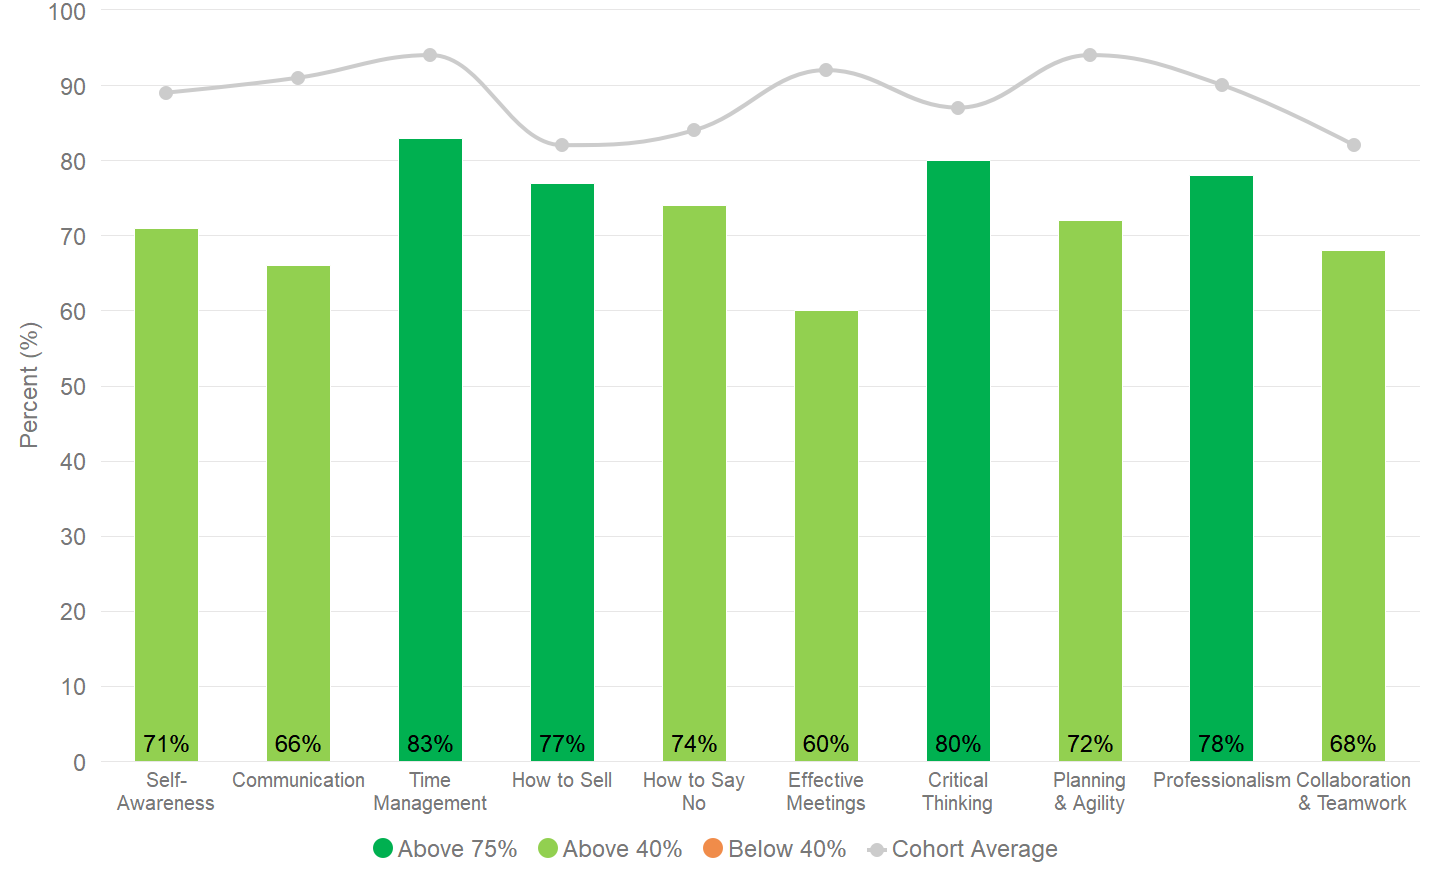 100
90
80
70
60
50
40
30
20
10
0
Percent (%)
71%
66%
83%
77%
74%
60%
80%
72%
78%
68%
Self-
Awareness
Communication
Time
Management
How to Sell
How to Say
No
Effective
Meetings
Critical
Thinking
Planning
& Agility
Professionalism
Collaboration
& Teamwork
Above 75%
Above 40%
Below 40%
Cohort Average